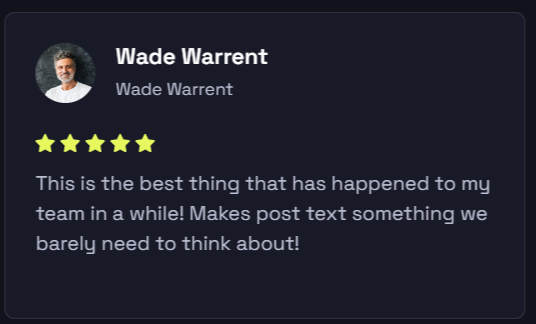 Wade Warrent
Wade Warrent
This is the best thing that has happened to my
team in a while! Makes post text something we
barely need to think about!